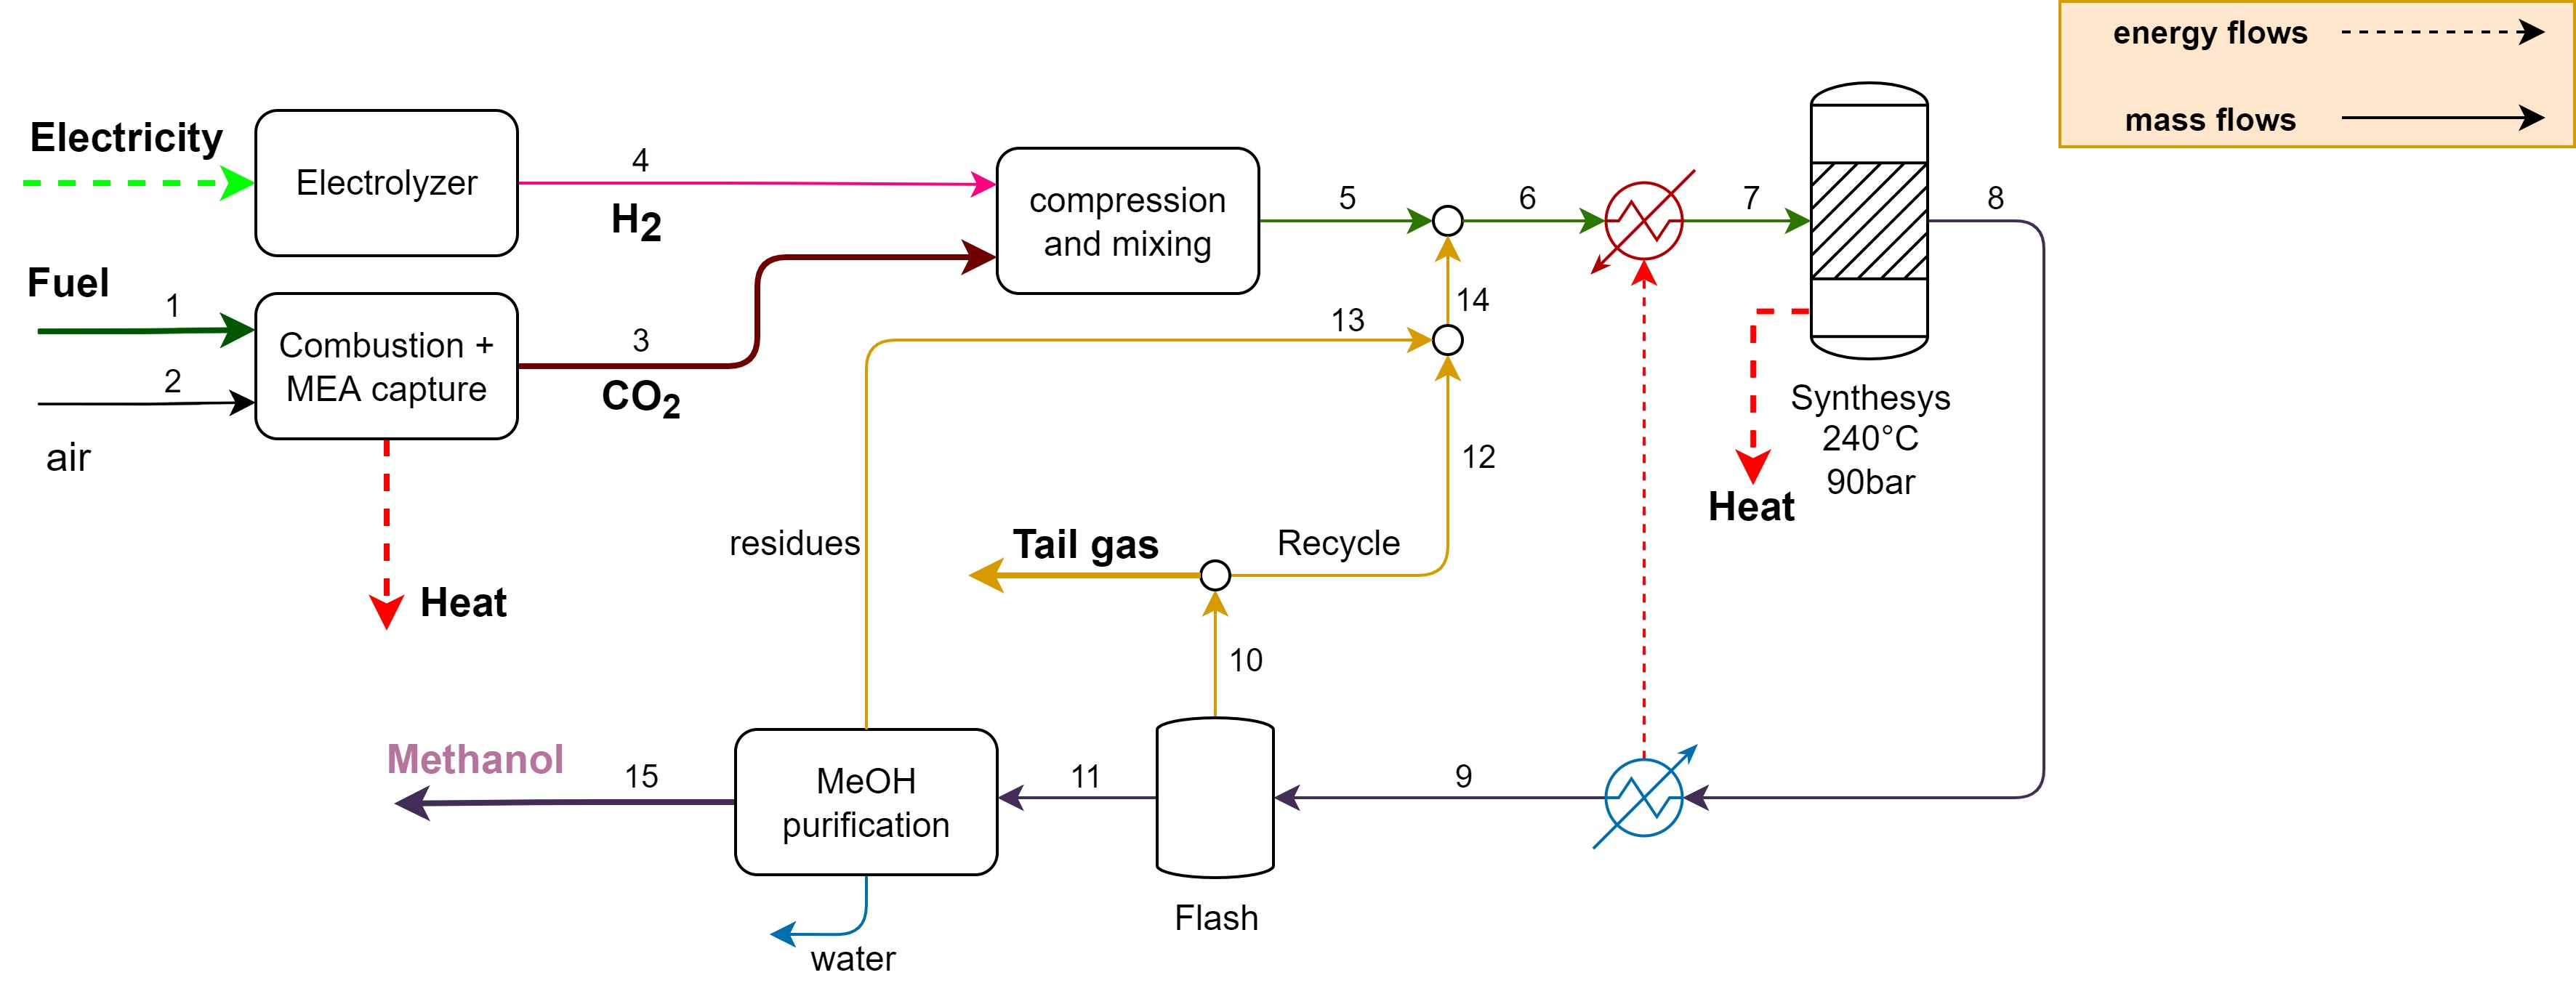 energy flows
mass flows
Electricity
Electrolyzer
4
H2
compression
and mixing
5
6
7
8
Fuel
1
2
air
Combustion +
MEA capture
3
CO2
13
14
12
Synthesys
240°C
90bar
Heat
Heat
residues
Tail gas
Recycle
10
Methanol
15
MeOH
purification
11
9
Flash
water